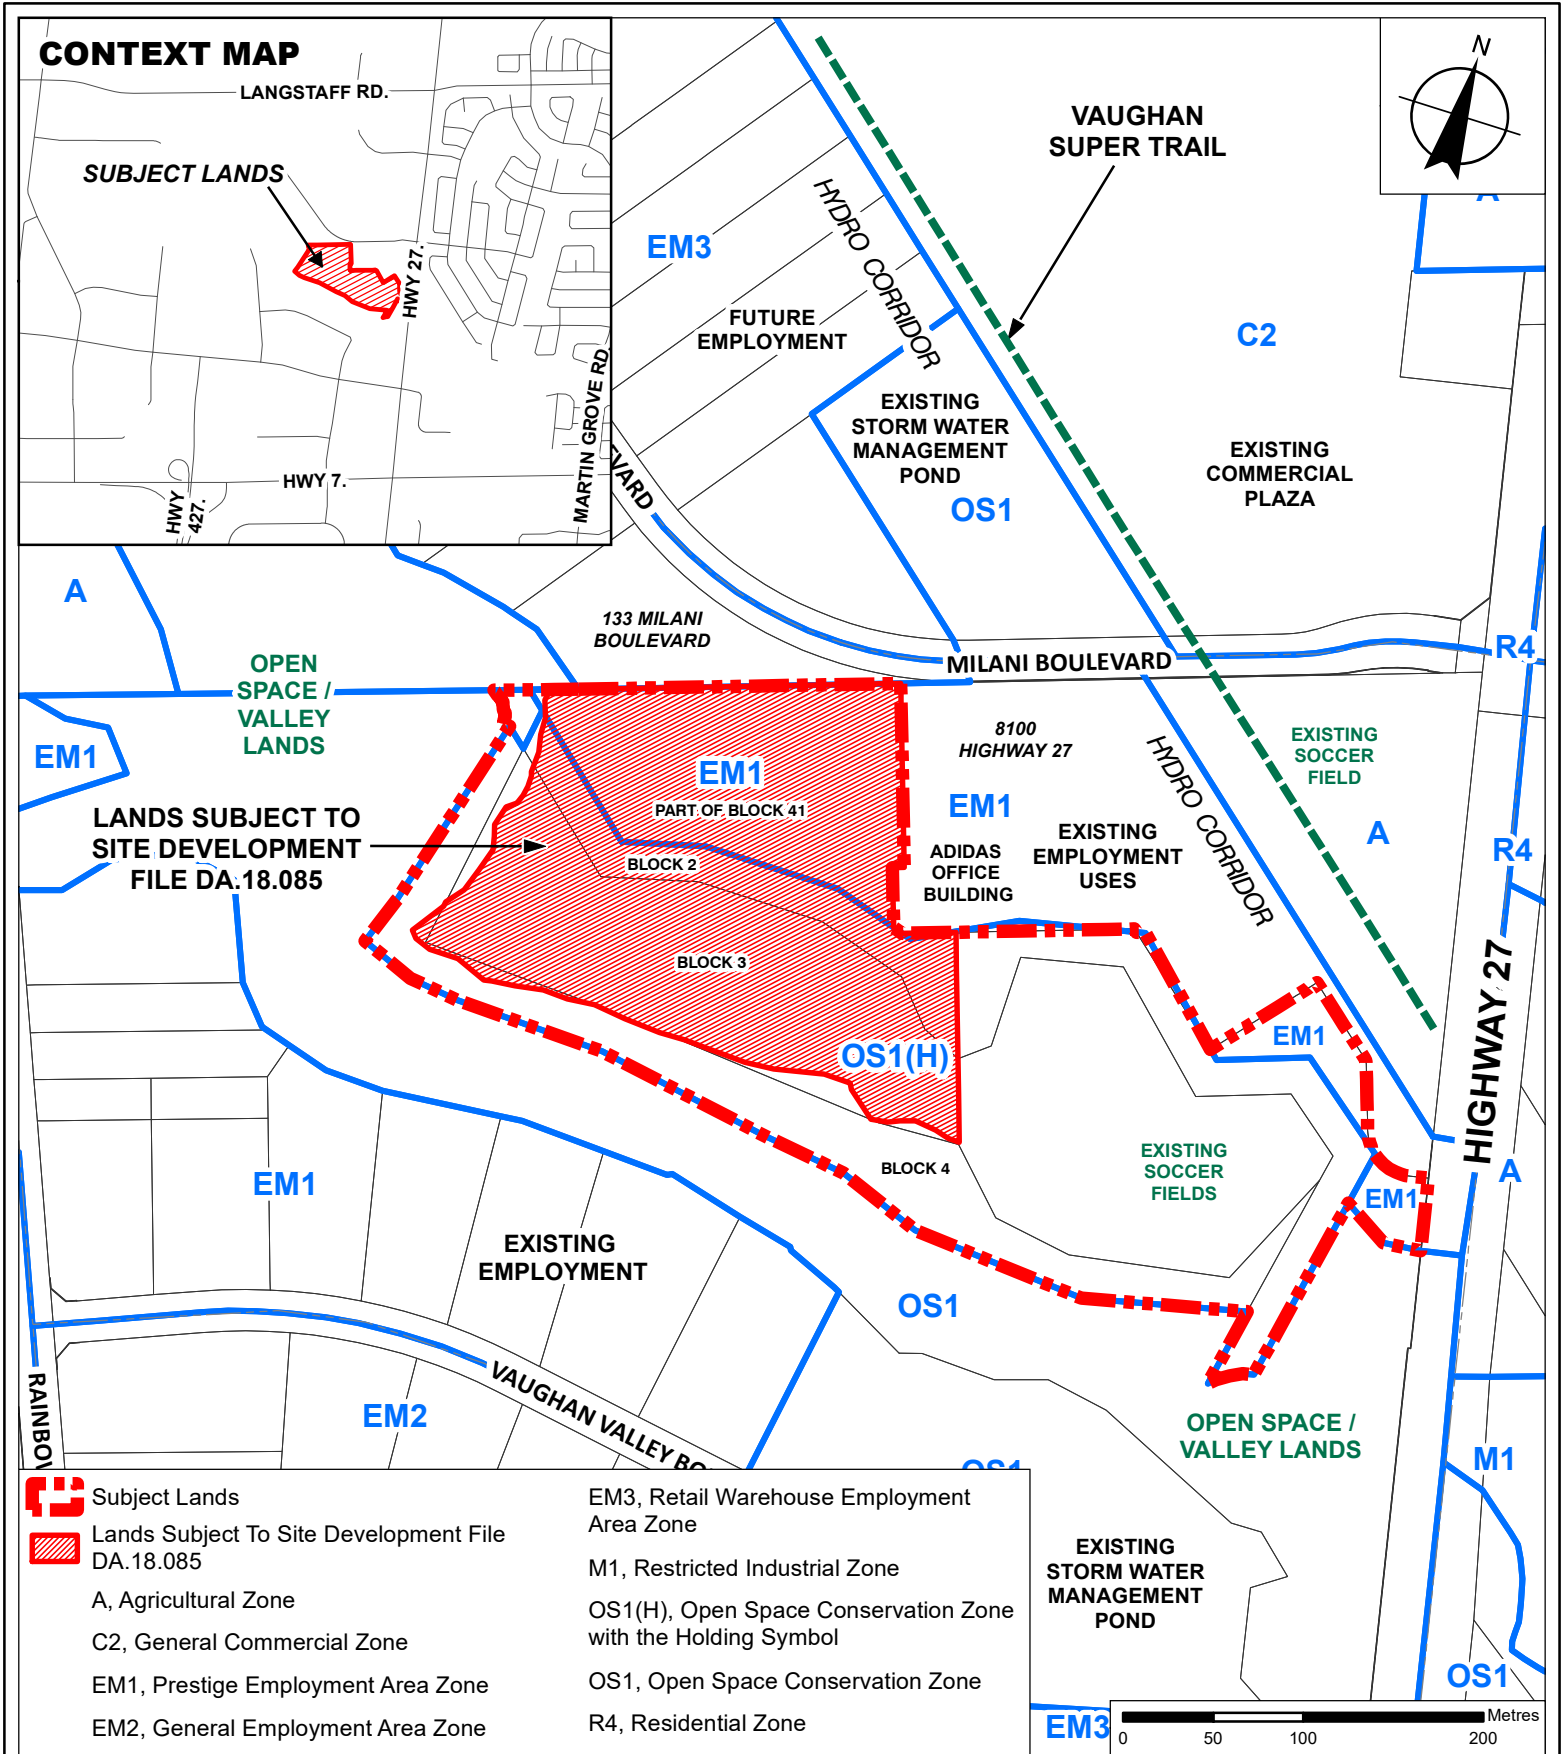 CONTEXT MAP
LANGSTAFF RD.
SUBJECT LANDS
HWY 27.
MARTIN GROVE RD.
HWY 7.
HWY
427.
N
VAUGHAN
SUPER TRAIL
HYDRO CORRIDOR
EM3
FUTURE
EMPLOYMENT
C2
EXISTING
STORM WATER
MANAGEMENT
POND
OS1
EXISTING
COMMERCIAL
PLAZA
A
EVARD
A
133 MILANI
BOULEVARD
MILANI BOULEVARD
R4
OPEN
SPACE /
VALLEY
LANDS
EM1
8100
HIGHWAY 27
HYDRO CORRIDOR
EXISTING
SOCCER
FIELD
EM1
PART OF BLOCK 41
EM1
A
R4
LANDS SUBJECT TO
SITE DEVELOPMENT
FILE DA.18.085
BLOCK 2
ADIDAS
OFFICE
BUILDING
EXISTING
EMPLOYMENT
USES
BLOCK 3
OS1(H)
EM1
HIGHWAY 27
BLOCK 4
EXISTING
SOCCER
FIELDS
A
EM1
EM1
EXISTING
EMPLOYMENT
OS1
EM2
VAUGHAN VALLEY BO
RAINBOW
OPEN SPACE /
VALLEY LANDS
M1
OS1
EXISTING
STORM WATER
MANAGEMENT
POND
OS1
EM3
Subject Lands
Lands Subject To Site Development File
DA.18.085
A, Agricultural Zone
C2, General Commercial Zone
EM1, Prestige Employment Area Zone
EM2, General Employment Area Zone
EM3, Retail Warehouse Employment
Area Zone
M1, Restricted Industrial Zone
OS1(H), Open Space Conservation Zone
with the Holding Symbol
OS1, Open Space Conservation Zone
R4, Residential Zone
Metres
0 50 100 200